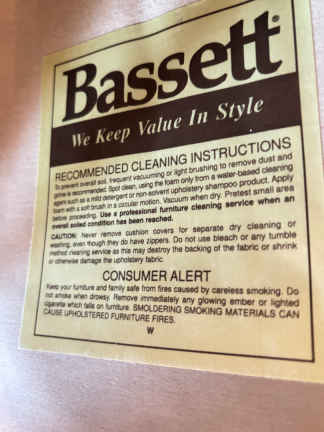 Bassett®
We Keep Value In Style
RECOMMENDED CLEANING INSTRUCTIONS
To prevent overall soil, frequent vacuuming or light brushing to remove dust and
grime is recommended. Spot clean, using the foam only from a water-based cleaning
agent such as a mild detergent or non-solvent upholstery shampoo product. Apply
foam with a soft brush in a circular motion. Vacuum when dry. Pretest small area
before proceeding. Use a professional furniture cleaning service when an
overall soiled condition has been reached.
CAUTION: Never remove cushion covers for separate dry cleaning or
washing, even though they do have zippers. Do not use bleach or any tumble
method cleaning service as this may destroy the backing of the fabric or shrink
or otherwise damage the upholstery fabric.
CONSUMER ALERT
Keep your furniture and family safe from fires caused by careless smoking. Do
not smoke when drowsy. Remove immediately any glowing ember or lighted
cigarette which falls on furniture. SMOLDERING SMOKING MATERIALS CAN
CAUSE UPHOLSTERED FURNITURE FIRES.
W